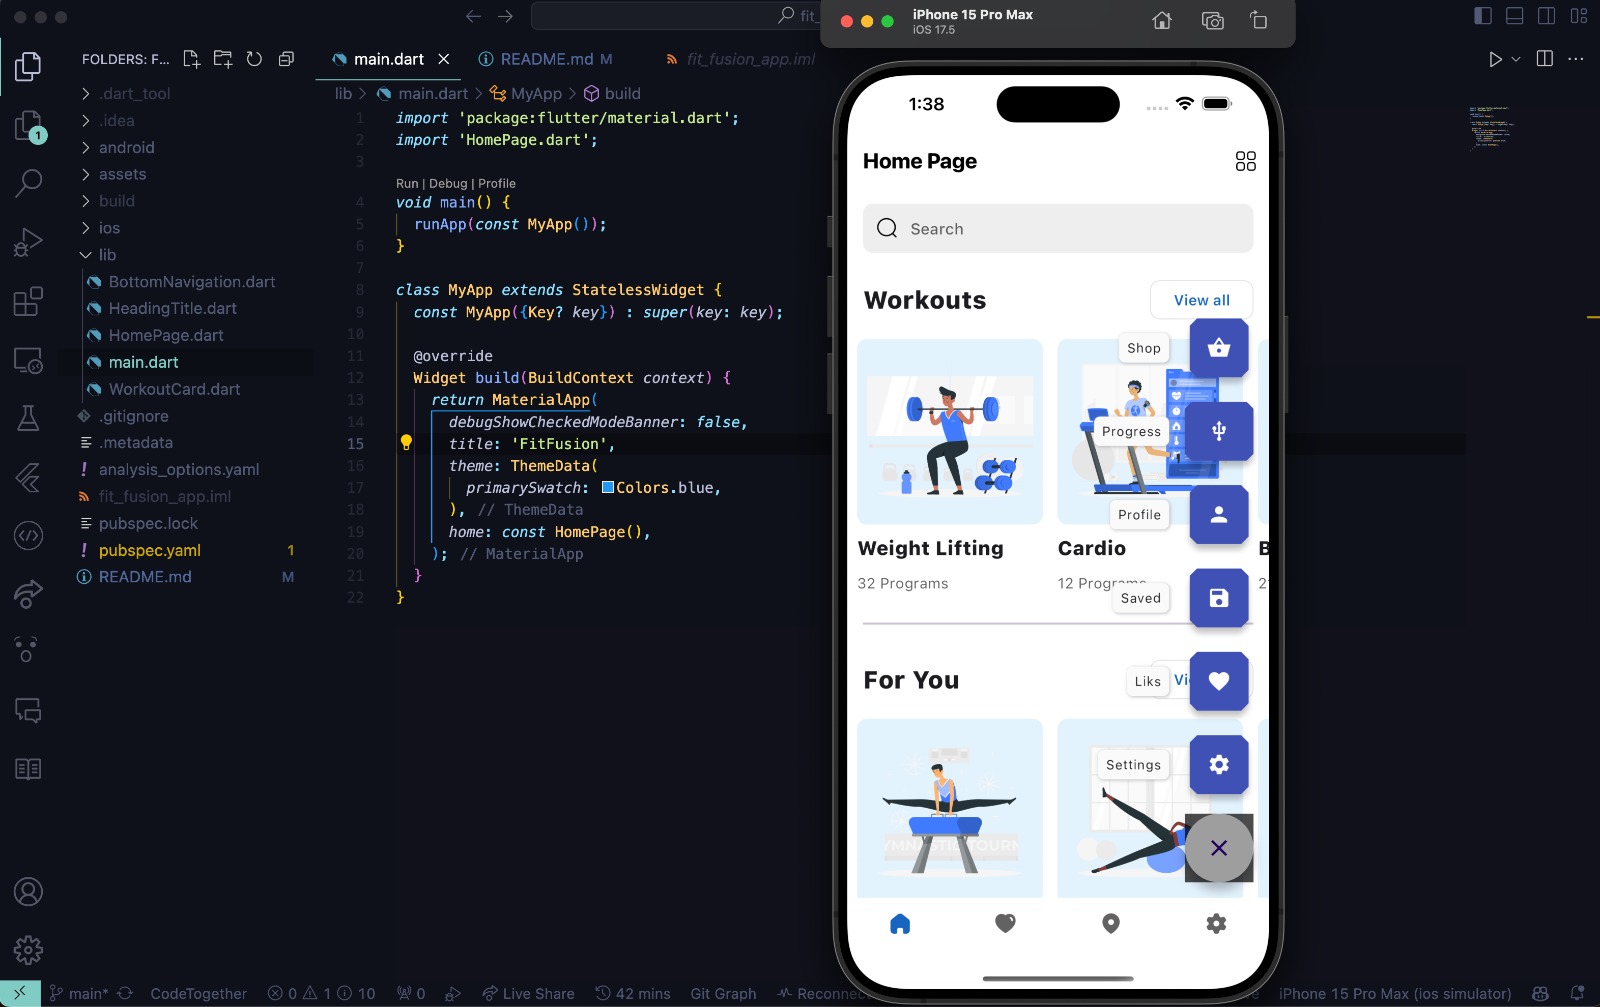 fit_
iPhone 15 Pro Max
iOS 17.5
FOLDERS: F...
main.dart
README.md M
fit_fusion_app.iml
lib > main.dart > MyApp > build
.dart_tool
.idea
android
assets
build
ios
lib
BottomNavigation.dart
HeadingTitle.dart
HomePage.dart
main.dart
WorkoutCard.dart
.gitignore
.metadata
analysis_options.yaml
fit_fusion_app.iml
pubspec.lock
pubspec.yaml 1
README.md M
1
1 import 'package:flutter/material.dart';
2 import 'HomePage.dart';
3
Run | Debug | Profile
4 void main() {
5 runApp(const MyApp());
6 }
7
8 class MyApp extends StatelessWidget {
9 const MyApp({Key? key}) : super(key: key);
10
11 @override
12 Widget build(BuildContext context) {
13 return MaterialApp(
14 debugShowCheckedModeBanner: false,
15 title: 'FitFusion',
16 theme: ThemeData(
17 primarySwatch: Colors.blue,
18 ), // ThemeData
19 home: const HomePage(),
20 ); // MaterialApp
21 }
22 }
1:38
Home Page
Search
Workouts
View all
Shop
Progress
Profile
Weight Lifting
Cardio
B
32 Programs
12 Programs
2
Saved
For You
Liks
Vi
Settings
YMNASTIC TOURN
main*
CodeTogether
0 1 10
0
Live Share
42 mins
Git Graph
Reconnec
e
iPhone 15 Pro Max (ios simulator)